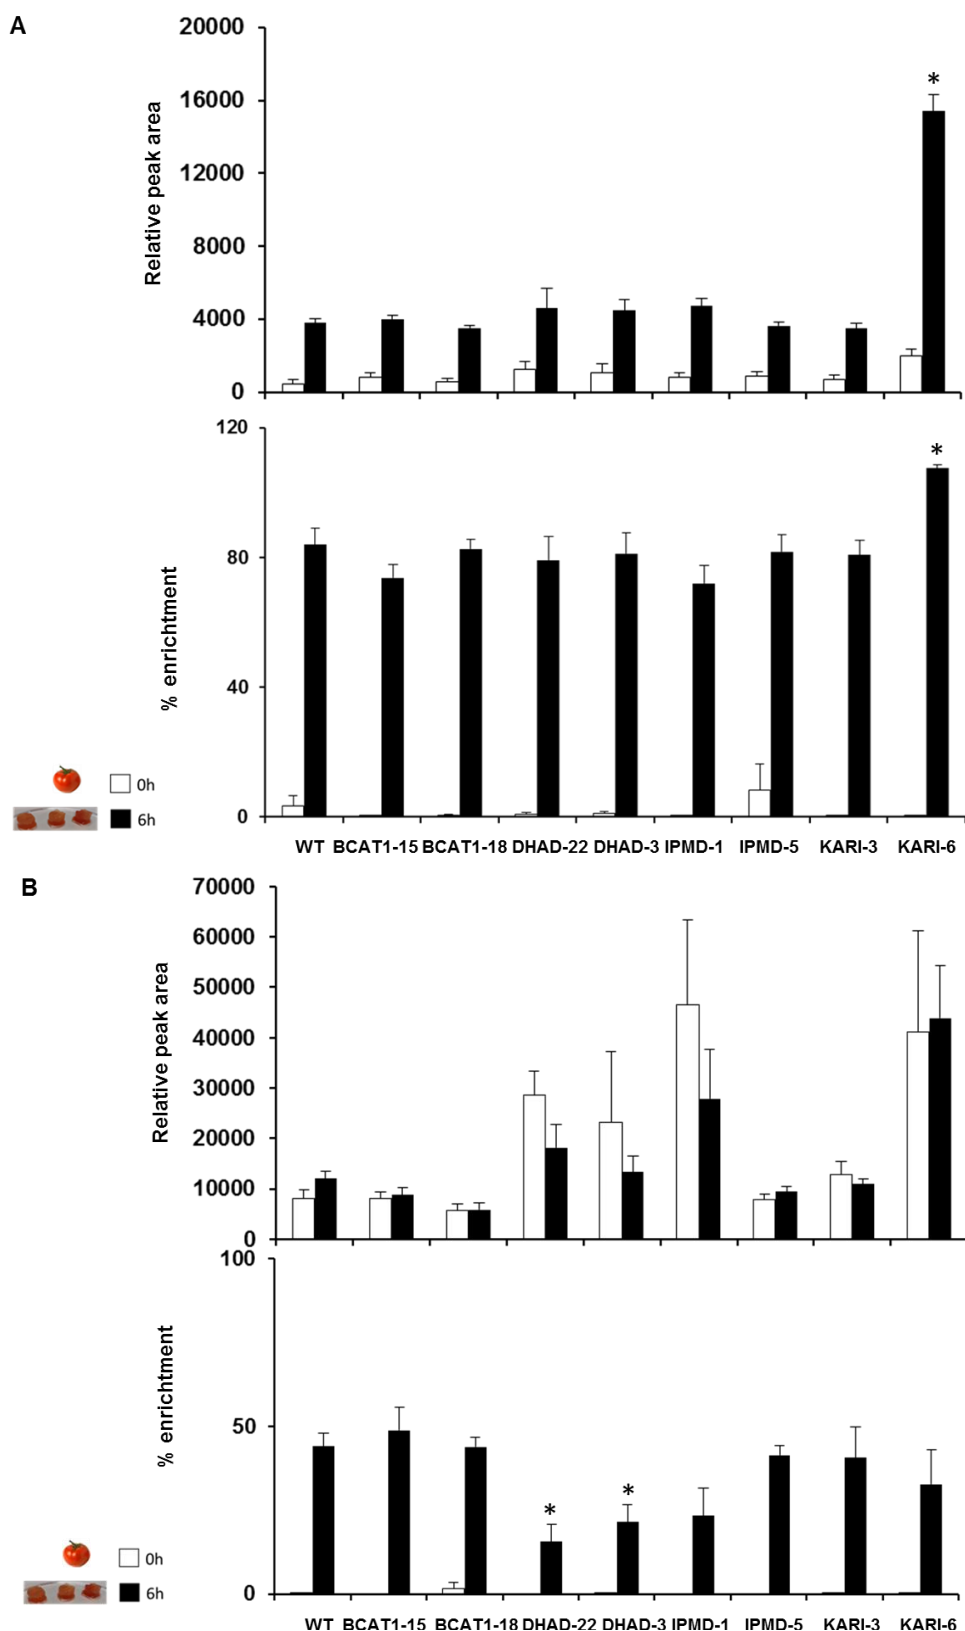 A
20000
16000
12000
8000
4000
0
Relative peak area
*
120
80
40
0
% enrichtment
*
0h
6h
WT BCAT1-15 BCAT1-18 DHAD-22 DHAD-3 IPMD-1 IPMD-5 KARI-3 KARI-6
B
70000
60000
50000
40000
30000
20000
10000
0
Relative peak area
100
50
0
% enrichtment
* *
0h
6h
WT BCAT1-15 BCAT1-18 DHAD-22 DHAD-3 IPMD-1 IPMD-5 KARI-3 KARI-6